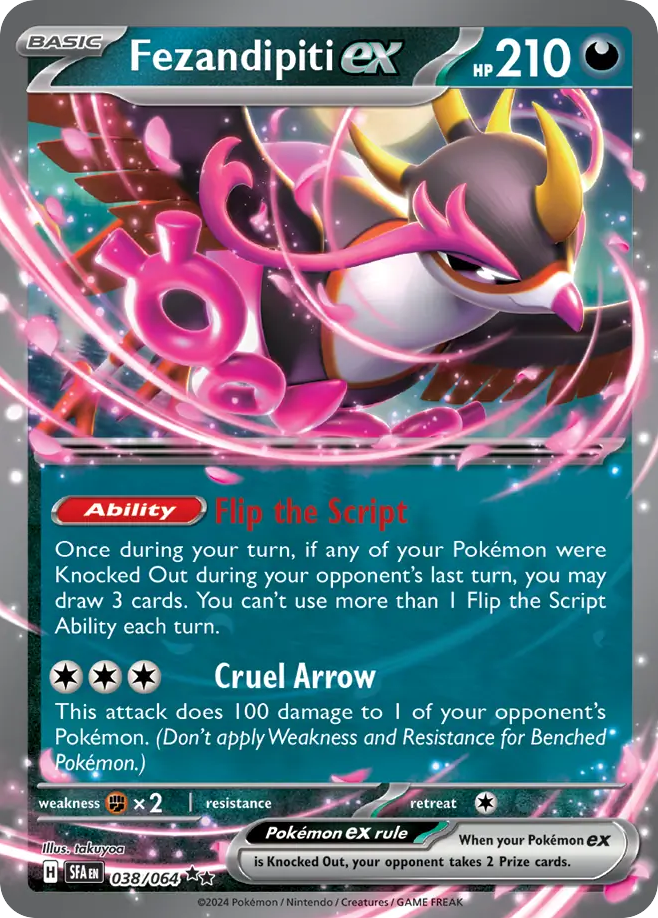 BASIC
Fezandipiti ex
HP 210
Ability Flip the Script
Once during your turn, if any of your Pokémon were
Knocked Out during your opponent's last turn, you may
draw 3 cards. You can't use more than 1 Flip the Script
Ability each turn.
Cruel Arrow
This attack does 100 damage to 1 of your opponent's
Pokémon. (Don't apply Weakness and Resistance for Benched
Pokémon.)
weakness ×2 resistance retreat
Illus. takuyoa
Pokémon ex rule When your Pokémon ex
is Knocked Out, your opponent takes 2 Prize cards.
H SFA EN 038/064
©2024 Pokémon / Nintendo / Creatures / GAME FREAK